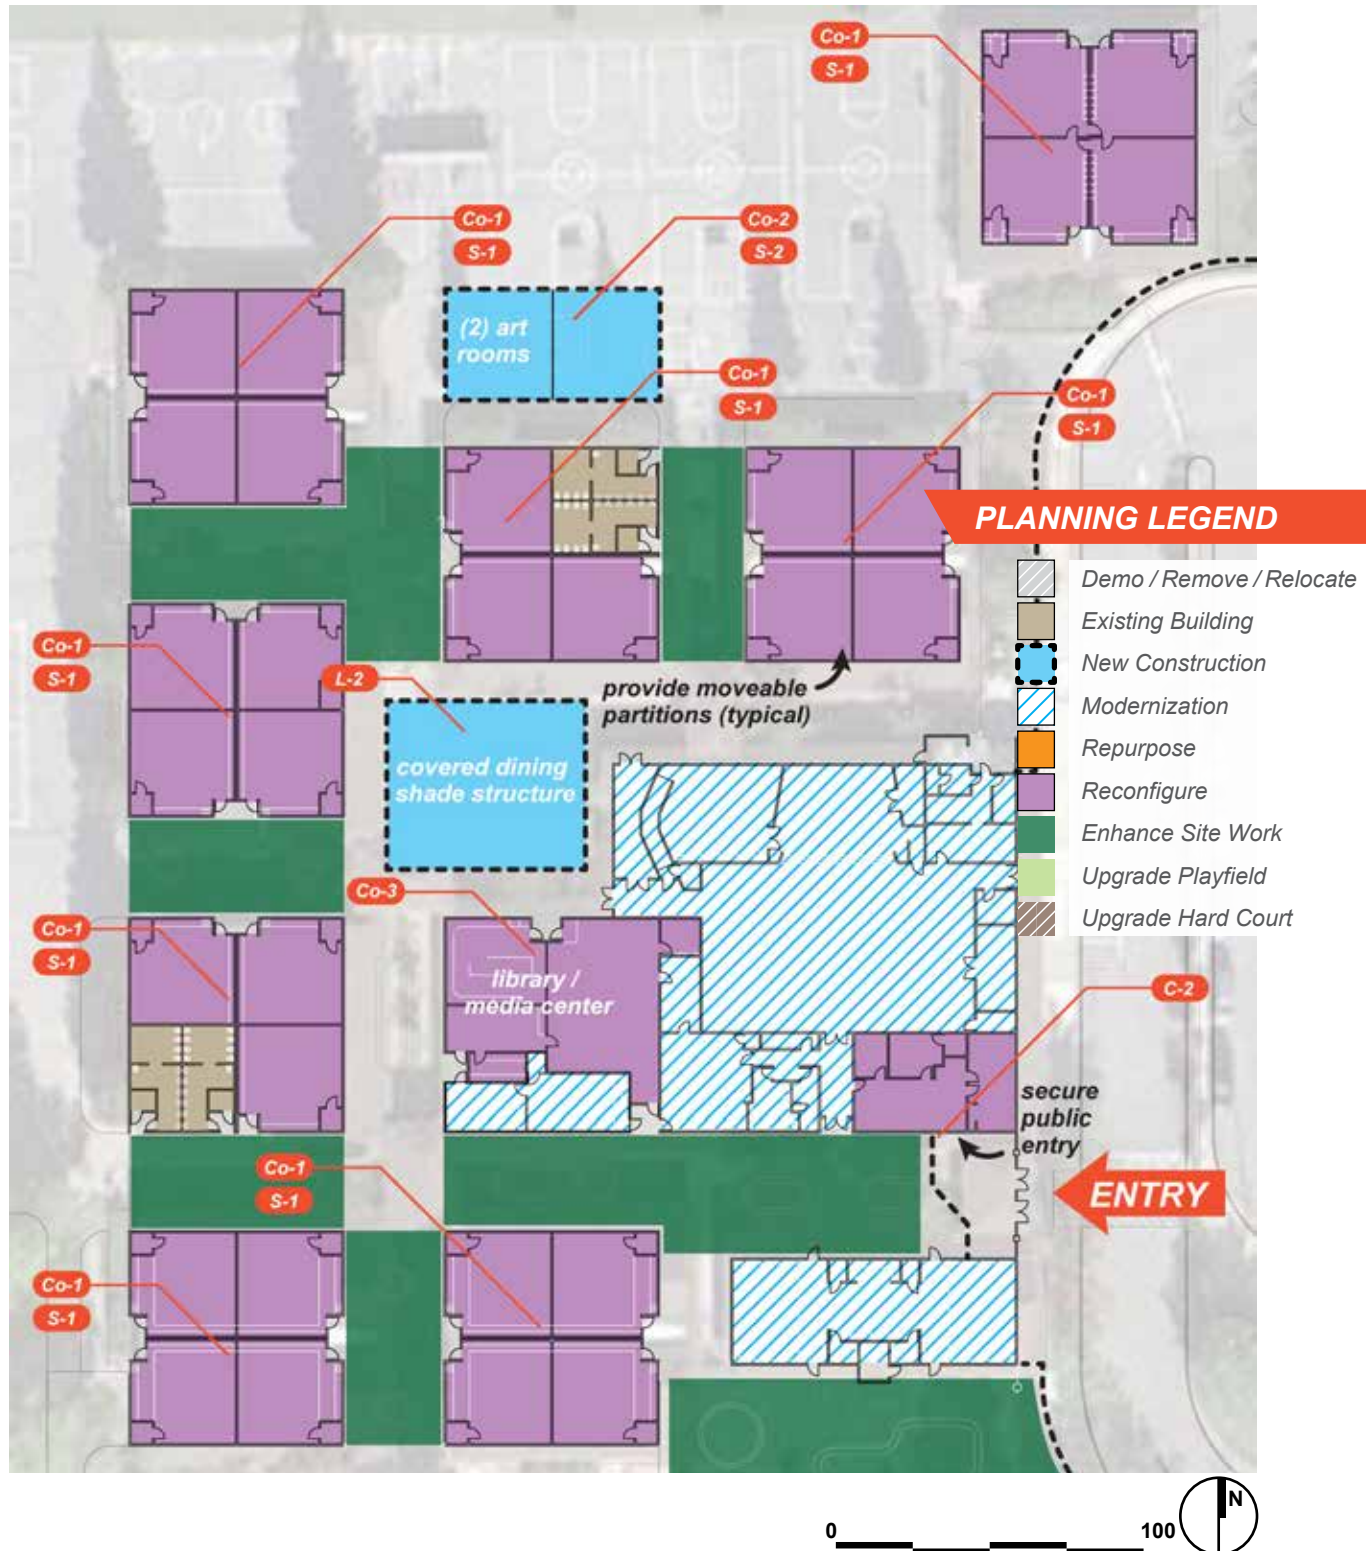 Co-1
S-1
Co-1
S-1
Co-2
S-2
(2) art
rooms
Co-1
S-1
Co-1
S-1
PLANNING LEGEND
Demo / Remove / Relocate
Existing Building
New Construction
Modernization
Repurpose
Reconfigure
Enhance Site Work
Upgrade Playfield
Upgrade Hard Court
Co-1
S-1
L-2
provide moveable
partitions (typical)
covered dining
shade structure
Co-3
Co-1
S-1
library /
media center
C-2
secure
public
entry
Co-1
S-1
ENTRY
Co-1
S-1
0
100
N